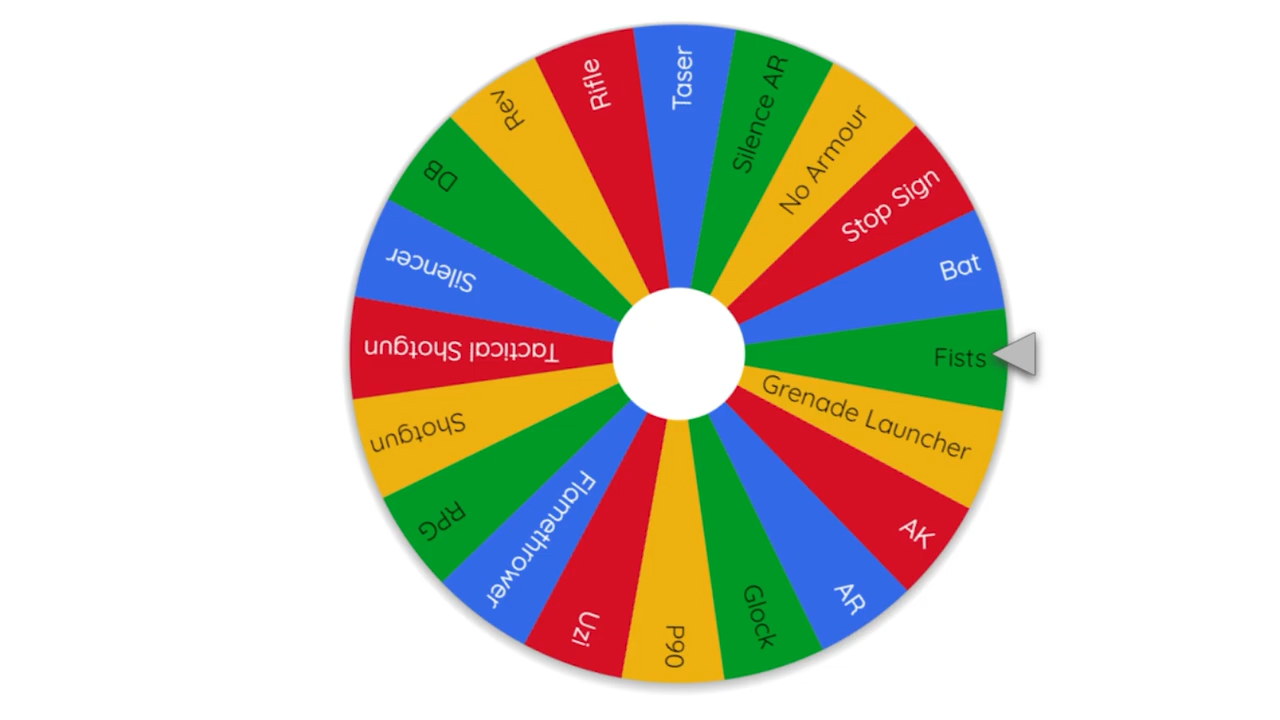 Taser
Silence AR
No Armour
Stop Sign
Bat
Fists
Grenade Launcher
AK
AR
Glock
P90
Uzi
Flamethrower
RPG
Shotgun
Tactical Shotgun
Silencer
DB
Rev
Rifle